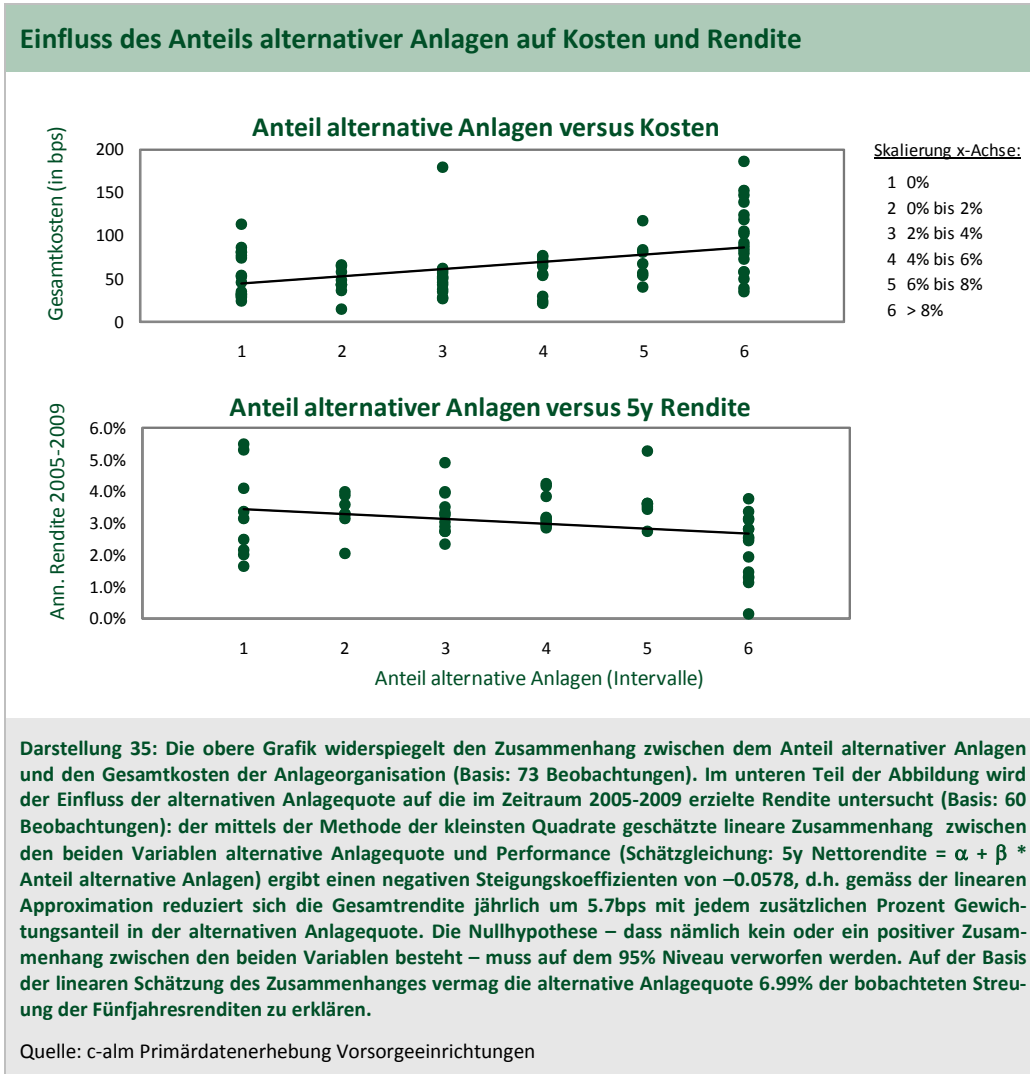 Einfluss des Anteils alternativer Anlagen auf Kosten und Rendite
Anteil alternative Anlagen versus Kosten
Gesamtkosten (in bps)
200
150
100
50
0
1 2 3 4 5 6
Skalierung x-Achse:
1 0%
2 0% bis 2%
3 2% bis 4%
4 4% bis 6%
5 6% bis 8%
6 > 8%
Anteil alternativer Anlagen versus 5y Rendite
Ann. Rendite 2005-2009
6.0%
5.0%
4.0%
3.0%
2.0%
1.0%
0.0%
1 2 3 4 5 6
Anteil alternative Anlagen (Intervalle)
Darstellung 35: Die obere Grafik widerspiegelt den Zusammenhang zwischen dem Anteil alternativer Anlagen
und den Gesamtkosten der Anlageorganisation (Basis: 73 Beobachtungen). Im unteren Teil der Abbildung wird
der Einfluss der alternativen Anlagequote auf die im Zeitraum 2005-2009 erzielte Rendite untersucht (Basis: 60
Beobachtungen): der mittels der Methode der kleinsten Quadrate geschätzte lineare Zusammenhang zwischen
den beiden Variablen alternative Anlagequote und Performance (Schätzgleichung: 5y Nettorendite = α + β *
Anteil alternative Anlagen) ergibt einen negativen Steigungskoeffizienten von –0.0578, d.h. gemäss der linearen
Approximation reduziert sich die Gesamtrendite jährlich um 5.7bps mit jedem zusätzlichen Prozent Gewich-
tungsanteil in der alternativen Anlagequote. Die Nullhypothese – dass nämlich kein oder ein positiver Zusam-
menhang zwischen den beiden Variablen besteht – muss auf dem 95% Niveau verworfen werden. Auf der Basis
der linearen Schätzung des Zusammenhanges vermag die alternative Anlagequote 6.99% der bobachteten Streu-
ung der Fünfjahresrenditen zu erklären.
Quelle: c-alm Primärdatenerhebung Vorsorgeeinrichtungen